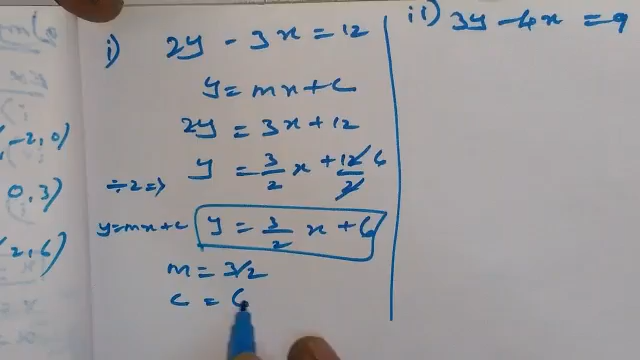 i) 2y - 3x = 12
y = mx + c
2y = 3x + 12
÷2 ⇒ y = 3/2 x + 12/2 6
y = mx + c y = 3/2 x + 6
m = 3/2
c = 6
ii) 3y - 4x = 9
-2, 0)
0, 3)
2, 6)